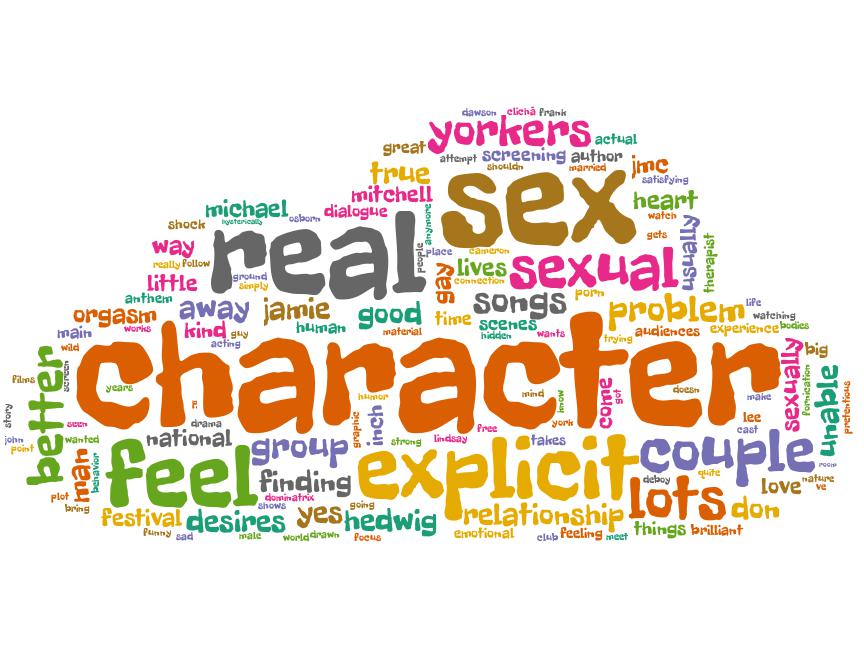 dawson clichã frank
yorkers actual
great
attempt screening author jmc
shouldn married
true sex satisfying
mitchell heart
michael dialogue watch
hysterically osborn anymore
shock real people gets usually
way place cameron therapist
really follow gay lives sexual
little ground connection
simply songs porn
anthem away jamie good problem life
orgasm time scenes watching
main works kind guy human material hidden wants trying audiences experience bodies
acting
wild character sexually big
better screen
films years mind come got doesn make fornication unable pretentious
story r humor know
seen drama graphic inch free york lee
john wanted national strong lindsay takes cast
point man group explicit couple room
behavior feel finding deboy quite
plot dominatrix lots love nature
bring shows going ve
festival desires yes hedwig relationship don
funny sad male world drawn focus emotional club feeling meet things brilliant